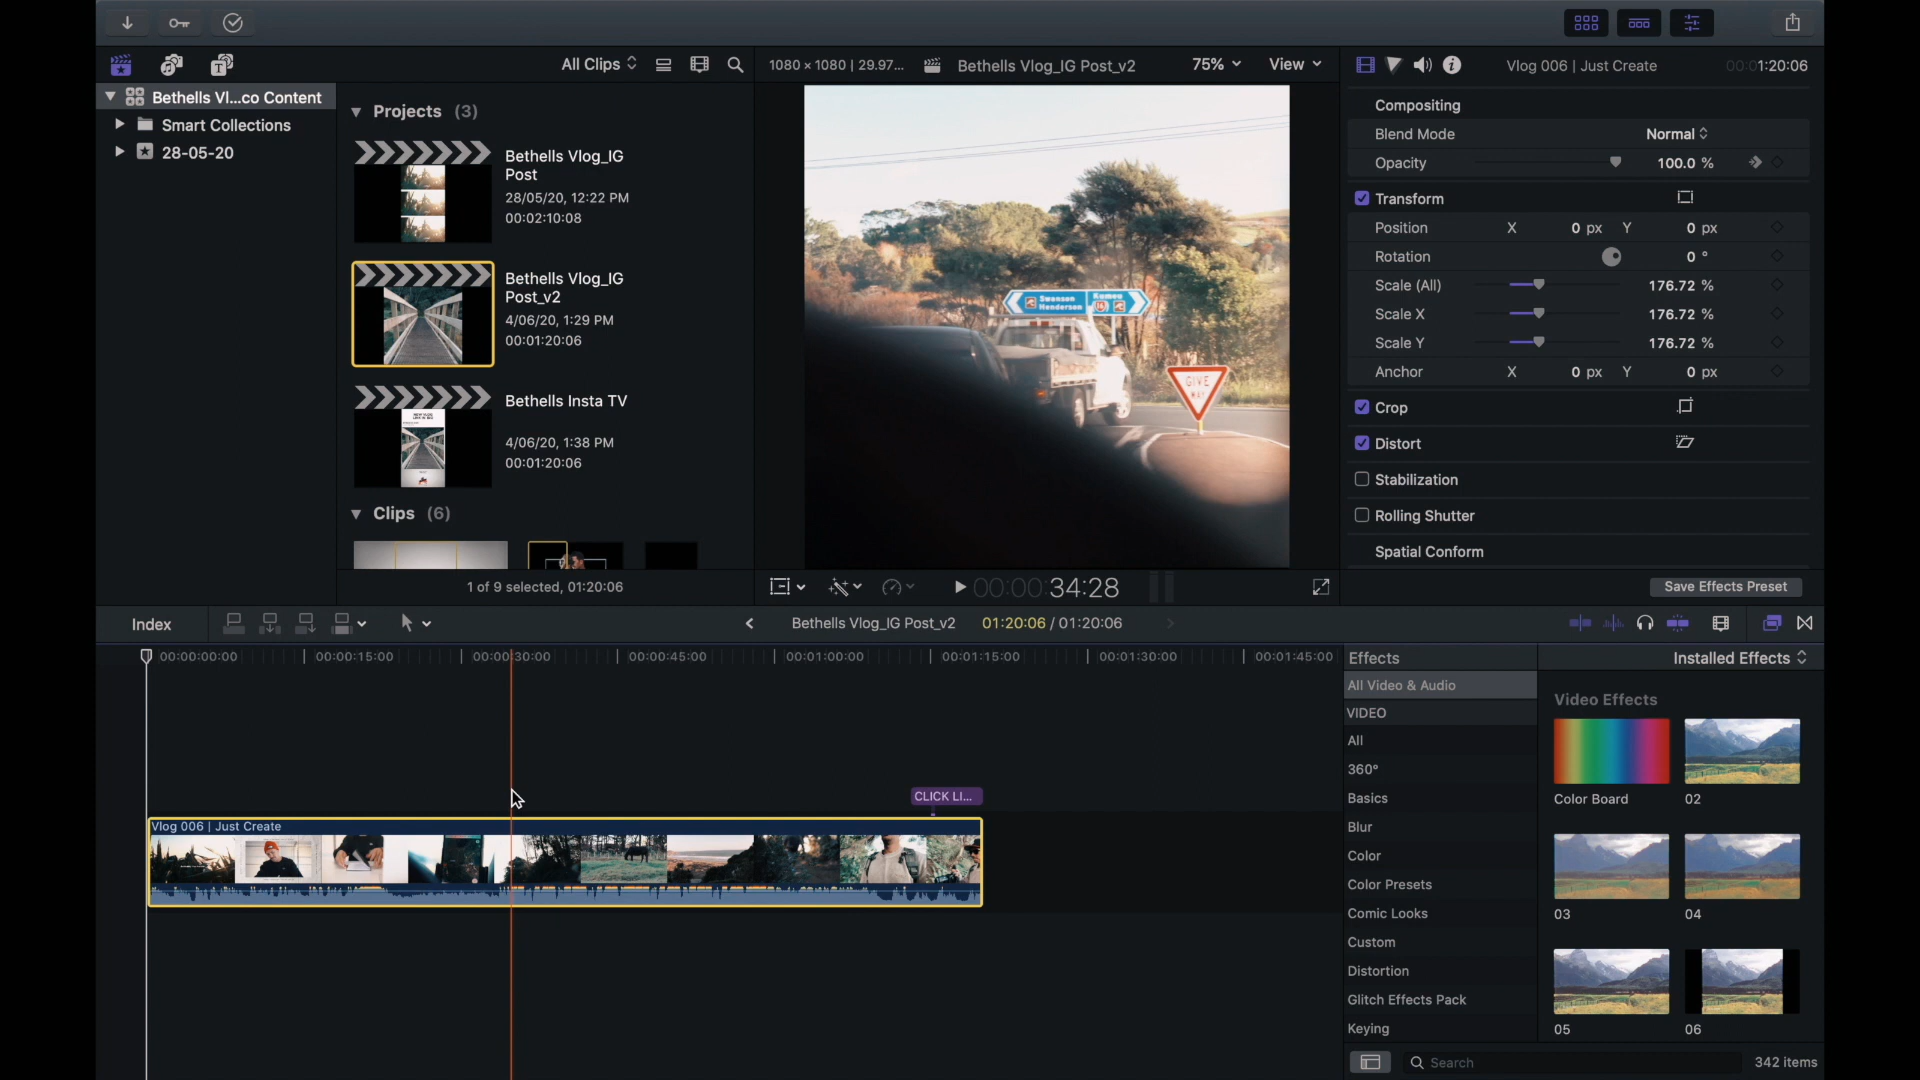 All Clips
1080 × 1080 | 29.97...
Bethells Vlog_IG Post_v2
75%
View
Vlog 006 | Just Create
00:01:20:06
Bethells Vl...co Content
Smart Collections
28-05-20
Projects (3)
Bethells Vlog_IG
Post
28/05/20, 12:22 PM
00:02:10:08
Bethells Vlog_IG
Post_v2
4/06/20, 1:29 PM
00:01:20:06
Bethells Insta TV
4/06/20, 1:38 PM
00:01:20:06
Clips (6)
1 of 9 selected, 01:20:06
Swanson
Henderson
Kumeu
16
GIVE
WAY
00:00:00:34:28
Compositing
Blend Mode Normal
Opacity 100.0 %
Transform
Position X 0 px Y 0 px
Rotation 0 °
Scale (All) 176.72 %
Scale X 176.72 %
Scale Y 176.72 %
Anchor X 0 px Y 0 px
Crop
Distort
Stabilization
Rolling Shutter
Spatial Conform
Save Effects Preset
Index
Bethells Vlog_IG Post_v2
01:20:06 / 01:20:06
00:00:00:00
00:00:15:00
00:00:30:00
00:00:45:00
00:01:00:00
00:01:15:00
00:01:30:00
00:01:45:00
CLICK LI...
Vlog 006 | Just Create
Effects
Installed Effects
All Video & Audio
VIDEO
All
360°
Basics
Blur
Color
Color Presets
Comic Looks
Custom
Distortion
Glitch Effects Pack
Keying
Video Effects
Color Board
02
03
04
05
06
Search
342 items